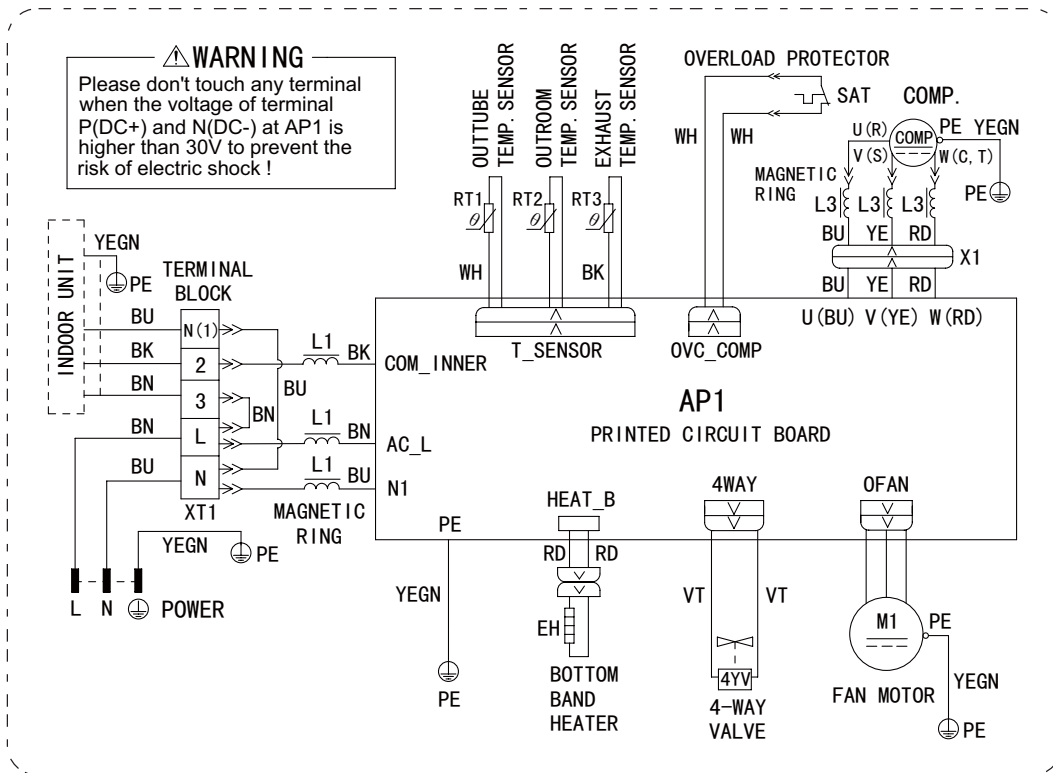 ⚠WARNING
Please don't touch any terminal
when the voltage of terminal
P(DC+) and N(DC-) at AP1 is
higher than 30V to prevent the
risk of electric shock !
OUTTUBE
TEMP. SENSOR
OUTROOM
TEMP. SENSOR
EXHAUST
TEMP. SENSOR
RT1
θ
RT2
θ
RT3
θ
WH
BK
OVERLOAD PROTECTOR
SAT
WH
WH
COMP.
U(R)
COMP
PE YEGN
V(S)
W(C, T)
MAGNETIC
RING
PE
L3
L3
L3
BU
YE
RD
X1
BU
YE
RD
U(BU) V(YE) W(RD)
INDOOR UNIT
YEGN
PE
TERMINAL
BLOCK
BU
N(1)
BK
2
BN
3
BN
L
BU
N
XT1
BU
BN
L1
BK
COM_INNER
L1
BN
AC_L
L1
BU
N1
MAGNETIC
RING
YEGN
PE
L
N
POWER
T_SENSOR
OVC_COMP
AP1
PRINTED CIRCUIT BOARD
PE
YEGN
PE
HEAT_B
RD
RD
EH
BOTTOM
BAND
HEATER
4WAY
VT
VT
4YV
4-WAY
VALVE
OFAN
M1
PE
FAN MOTOR
YEGN
PE